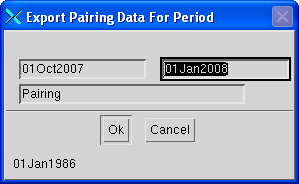 Export Pairing Data For Period
01Oct2007 01Jan2008
Pairing
Ok Cancel
01Jan1986